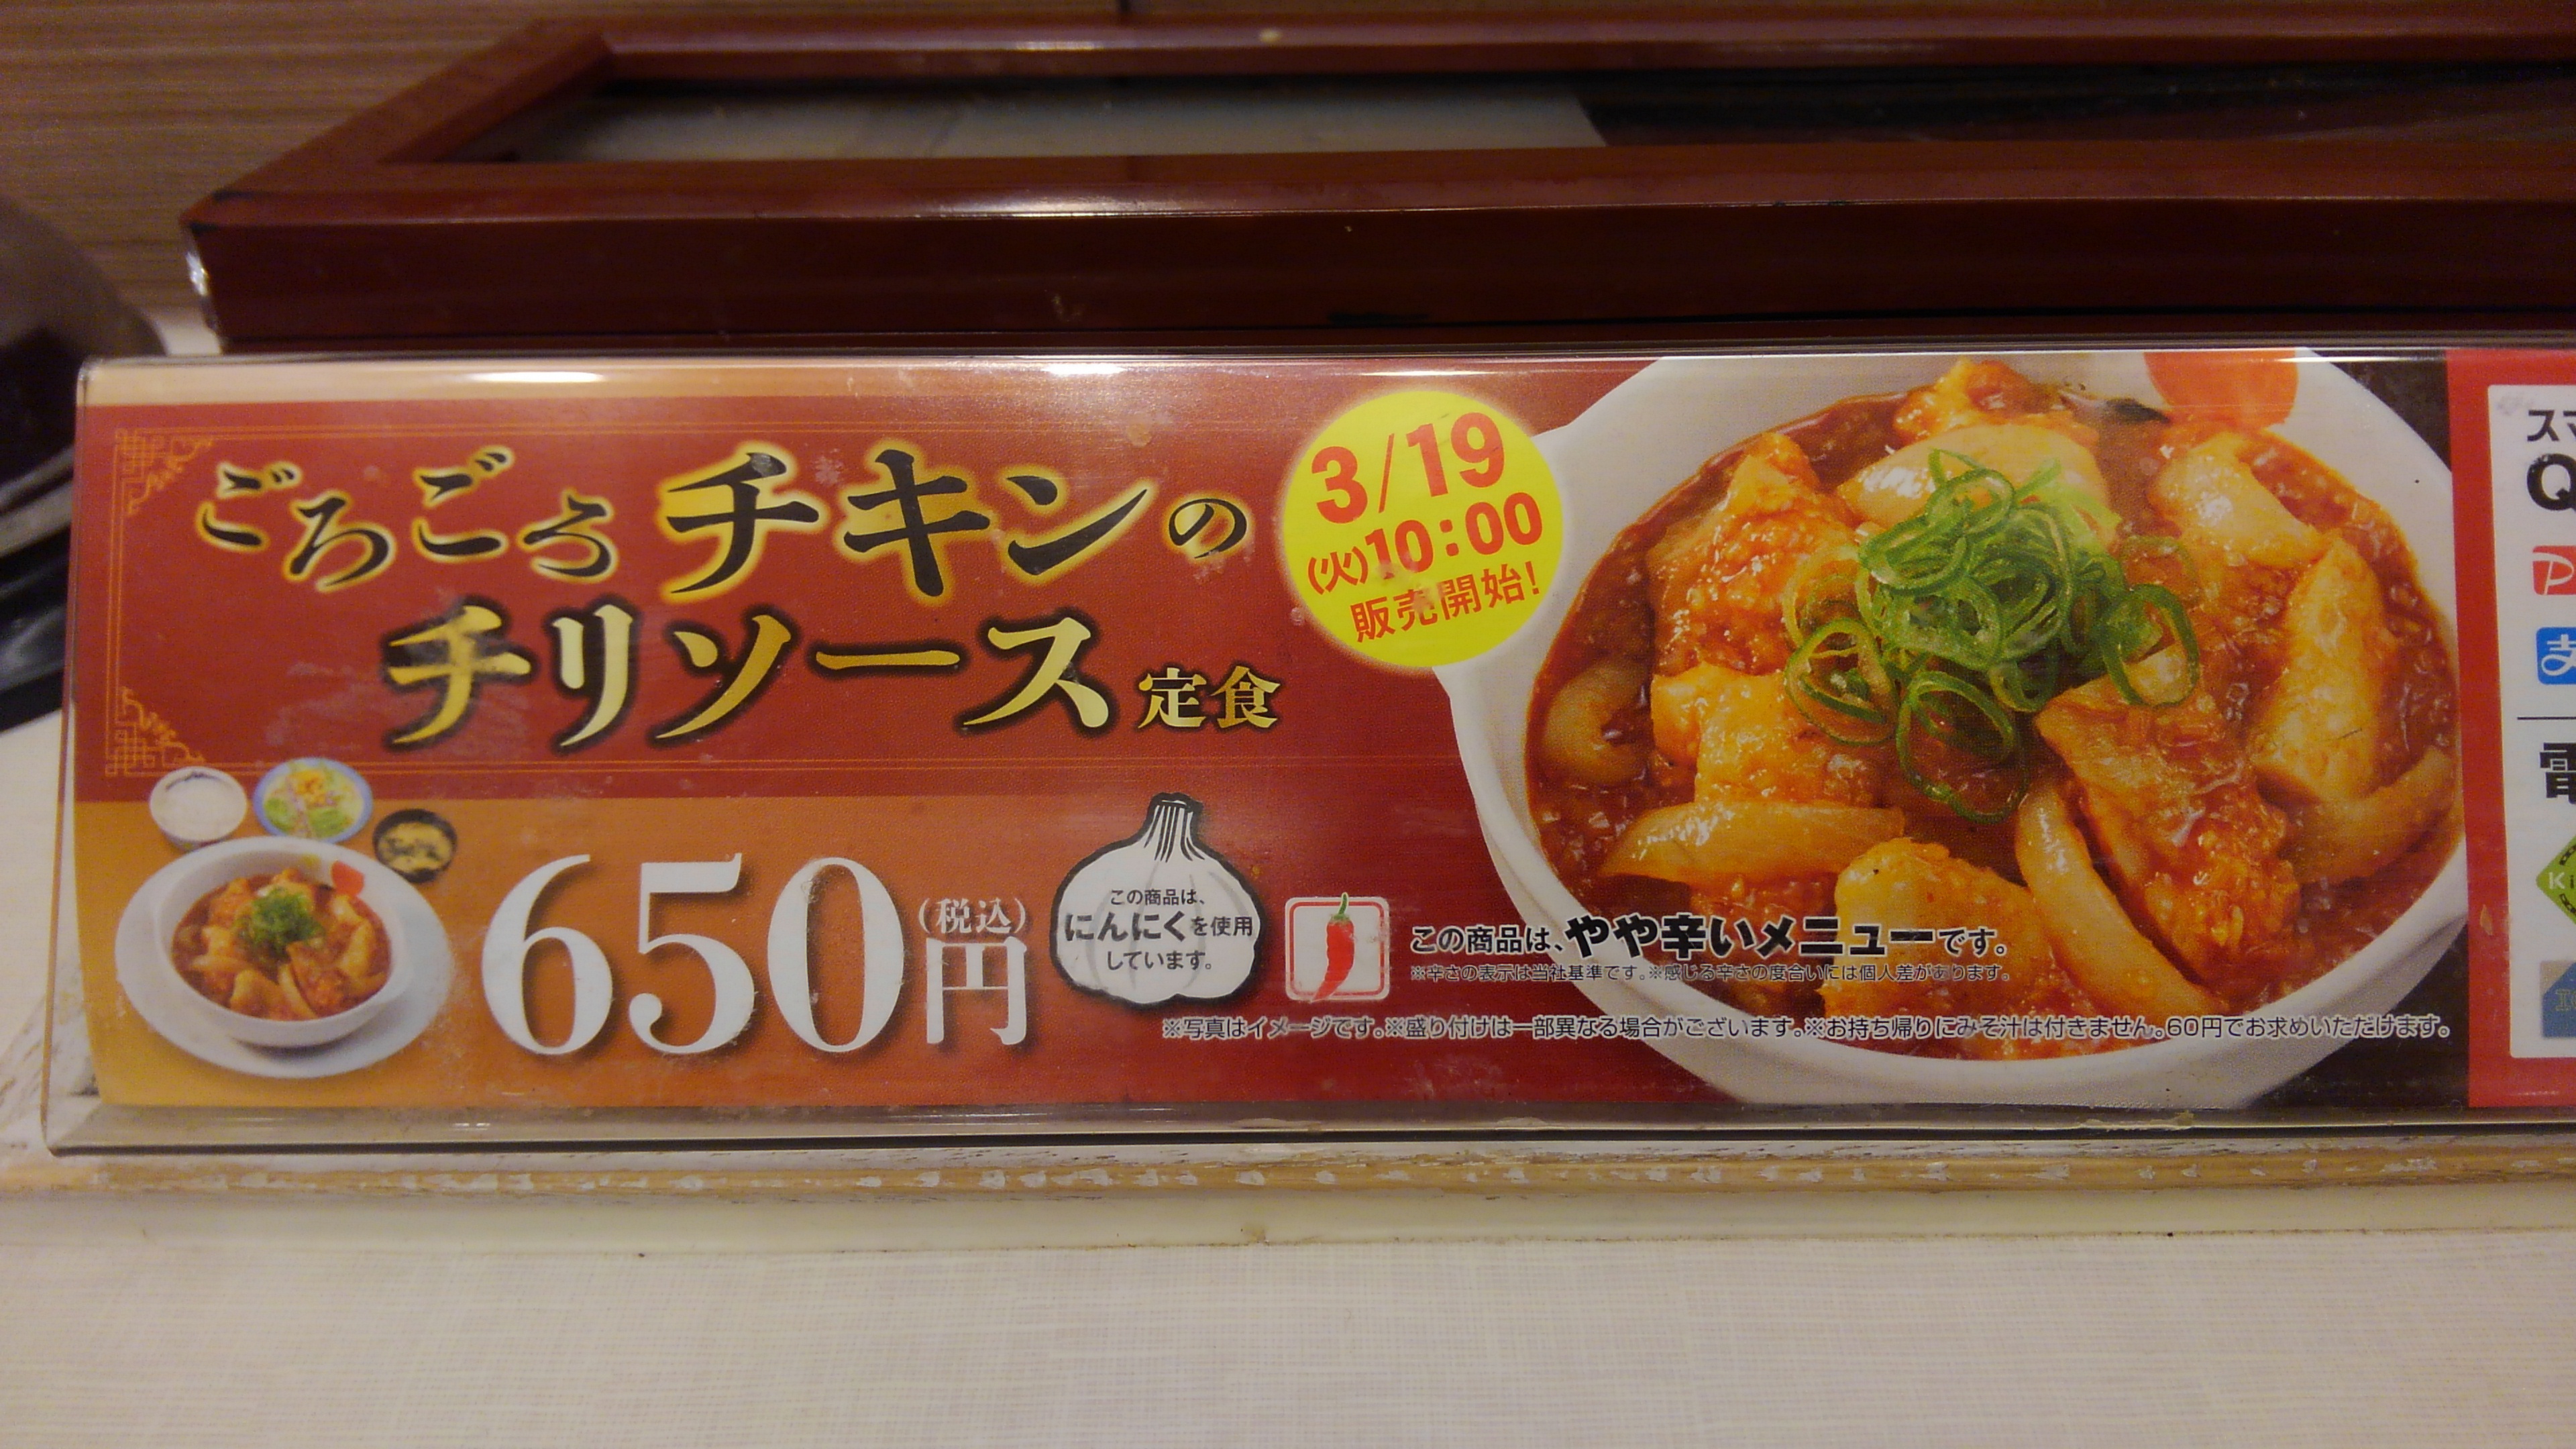 ごろごろチキンの
チリソース定食
3/19
(火)10:00
販売開始!
650円(税込)
この商品は、
にんにくを使用
しています。
この商品は、やや辛いメニューです。
※辛さの表示は当社基準です。※感じる辛さの度合いには個人差があります。
※写真はイメージです。※盛り付けは一部異なる場合がございます。※お持ち帰りにみそ汁は付きません。60円でお求めいただけます。
ス
Q
支
電
Ki